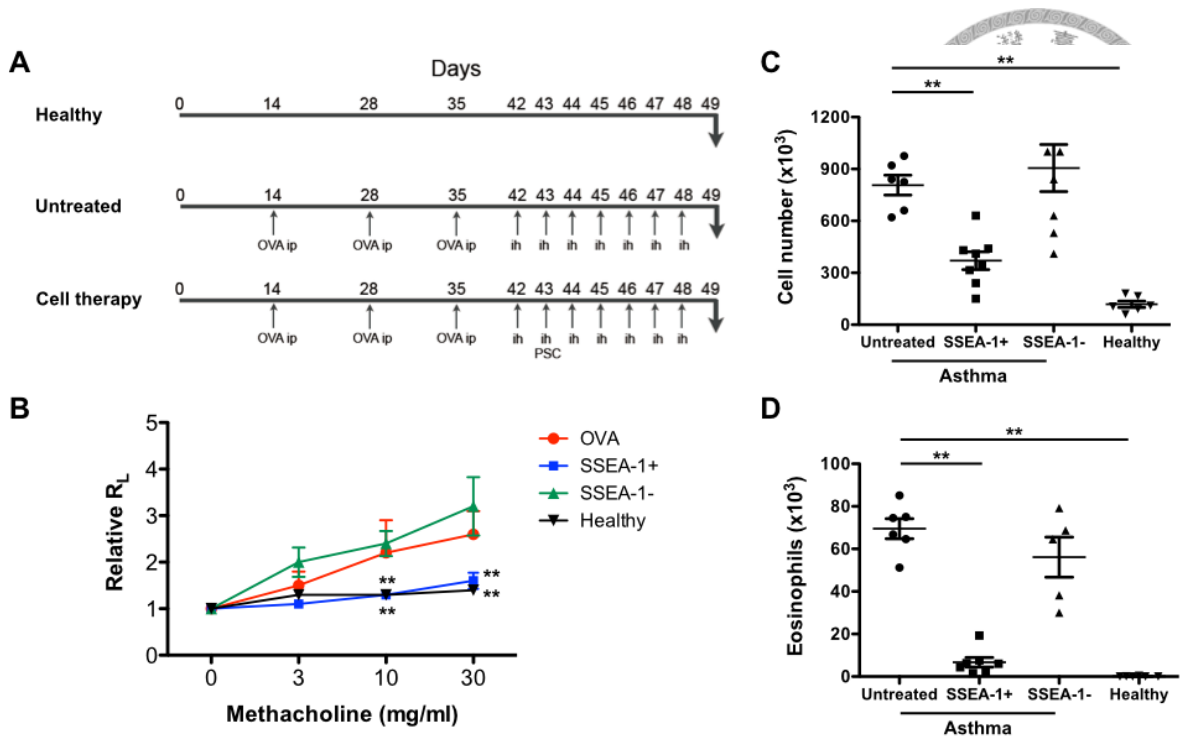 A
Days
Healthy
0 14 28 35 42 43 44 45 46 47 48 49
Untreated
0 14 28 35 42 43 44 45 46 47 48 49
OVA ip OVA ip OVA ip ih ih ih ih ih ih ih
Cell therapy
0 14 28 35 42 43 44 45 46 47 48 49
OVA ip OVA ip OVA ip ih ih ih ih ih ih ih
PSC
B
Relative RL
5
4
3
2
1
0
0 3 10 30
Methacholine (mg/ml)
** **
** **
OVA
SSEA-1+
SSEA-1-
Healthy
C
**
**
Cell number (x10³)
1200
900
600
300
0
Untreated SSEA-1+ SSEA-1- Healthy
Asthma
D
**
**
Eosinophils (x10³)
100
80
60
40
20
0
Untreated SSEA-1+ SSEA-1- Healthy
Asthma